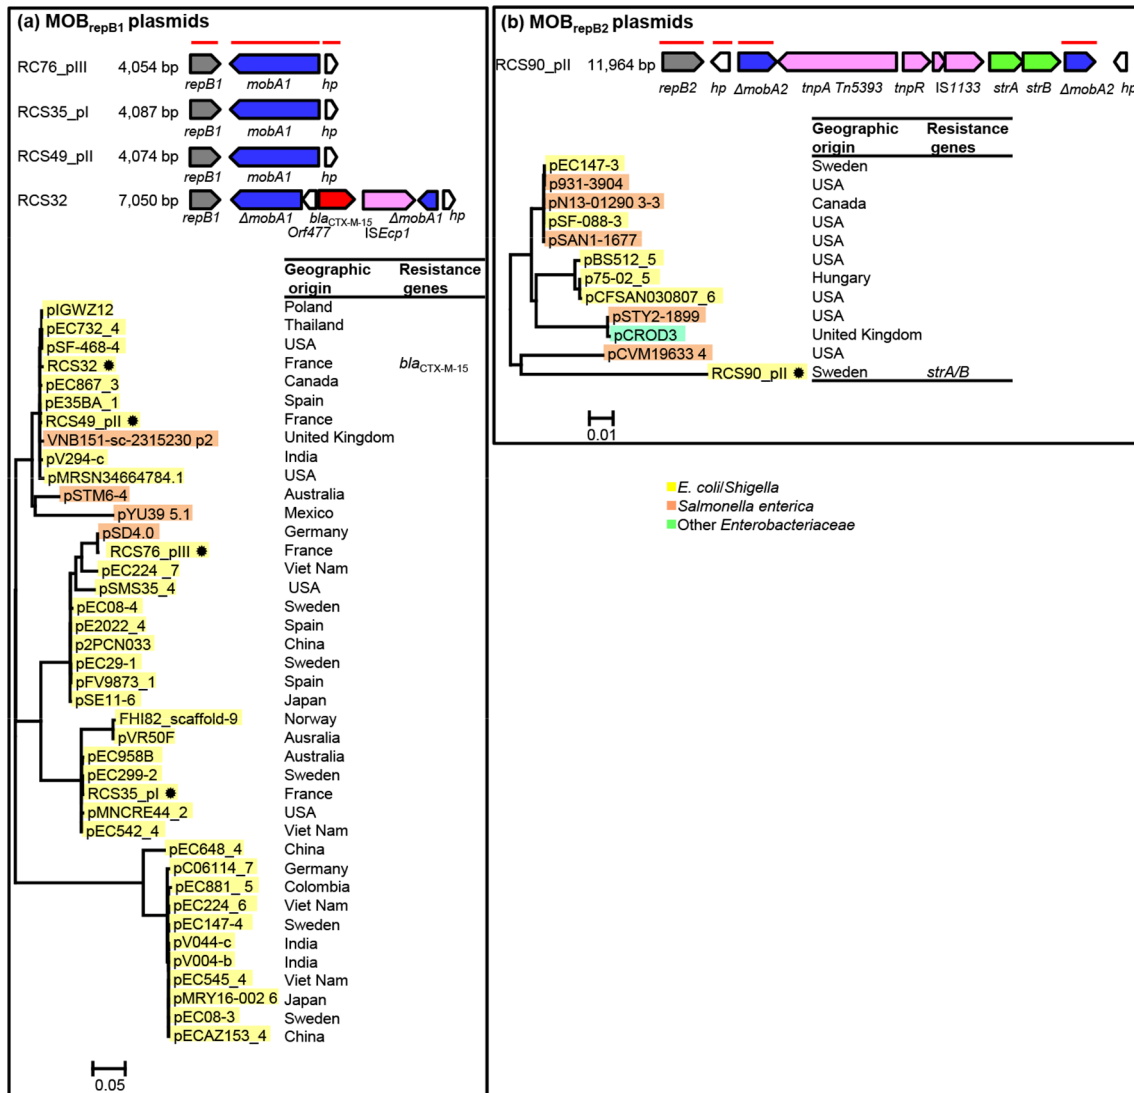 (a) MOBrepB1 plasmids
RC76_pIII 4,054 bp
repB1 mobA1 hp
RCS35_pI 4,087 bp
repB1 mobA1 hp
RCS49_pII 4,074 bp
repB1 mobA1 hp
RCS32 7,050 bp
repB1 ΔmobA1 Orf477 blaCTX-M-15 ISEcp1 ΔmobA1 hp
Geographic origin Resistance genes
pIGWZ12 Poland
pEC732_4 Thailand
pSF-468-4 USA
RCS32 France blaCTX-M-15
pEC867_3 Canada
pE35BA_1 Spain
RCS49_pII France
VNB151-sc-2315230 p2 United Kingdom
pV294-c India
pMRSN34664784.1 USA
pSTM6-4 Australia
pYU39 5.1 Mexico
pSD4.0 Germany
RCS76_pIII France
pEC224 _7 Viet Nam
pSMS35_4 USA
pEC08-4 Sweden
pE2022_4 Spain
p2PCN033 China
pEC29-1 Sweden
pFV9873_1 Spain
pSE11-6 Japan
FHI82_scaffold-9 Norway
pVR50F Ausralia
pEC958B Australia
pEC299-2 Sweden
RCS35_pI France
pMNCRE44_2 USA
pEC542_4 Viet Nam
pEC648_4 China
pC06114_7 Germany
pEC881_ 5 Colombia
pEC224_6 Viet Nam
pEC147-4 Sweden
pV044-c India
pV004-b India
pEC545_4 Viet Nam
pMRY16-002 6 Japan
pEC08-3 Sweden
pECAZ153_4 China
0.05
(b) MOBrepB2 plasmids
RCS90_pII 11,964 bp
repB2 hp ΔmobA2 tnpA Tn5393 tnpR IS1133 strA strB ΔmobA2 hp
Geographic origin Resistance genes
pEC147-3 Sweden
p931-3904 USA
pN13-01290 3-3 Canada
pSF-088-3 USA
pSAN1-1677 USA
pBS512_5 USA
p75-02_5 Hungary
pCFSAN030807_6 USA
pSTY2-1899 USA
pCROD3 United Kingdom
pCVM19633 4 USA
RCS90_pII Sweden strA/B
0.01
E. coli/Shigella
Salmonella enterica
Other Enterobacteriaceae